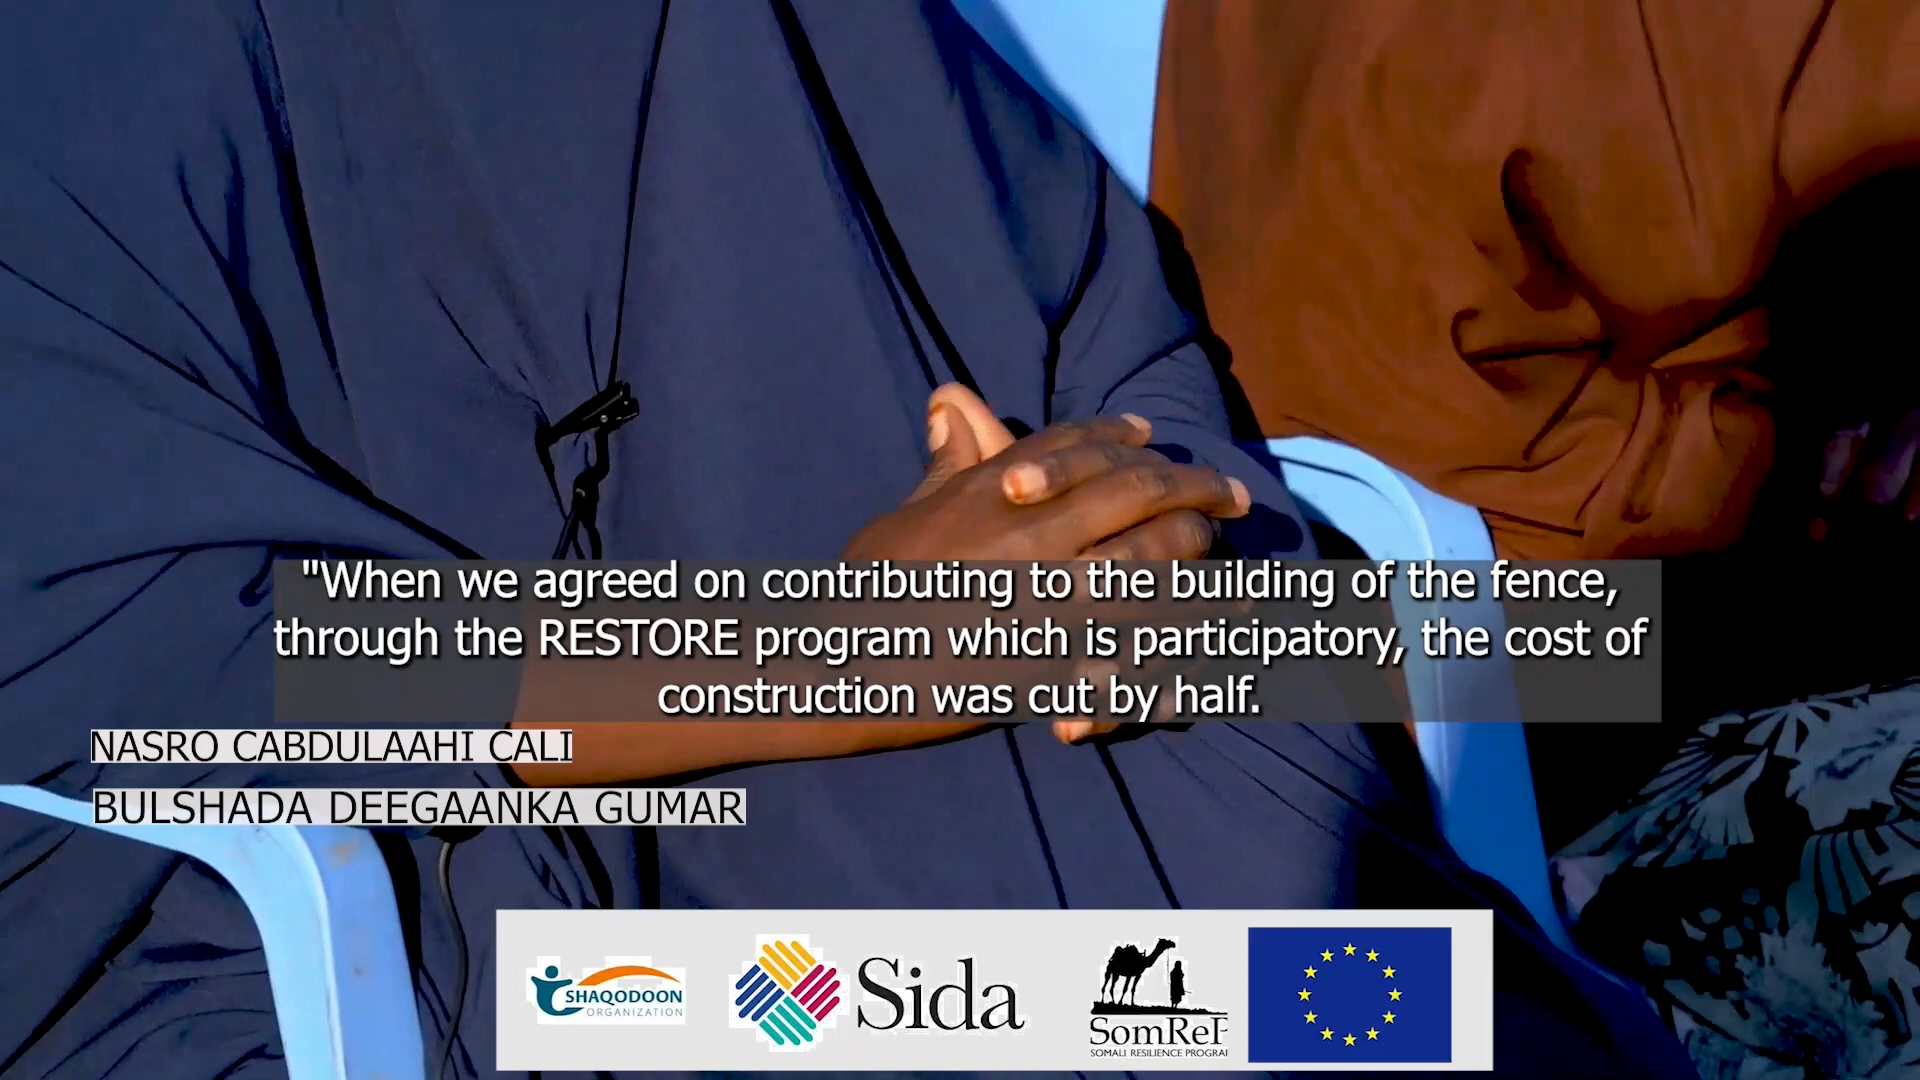 "When we agreed on contributing to the building of the fence,
through the RESTORE program which is participatory, the cost of
construction was cut by half.
NASRO CABDULAAHI CALI
BULSHADA DEEGAANKA GUMAR
SHAQODOON
ORGANIZATION
Sida
SomReP
SOMALI RESILIENCE PROGRA